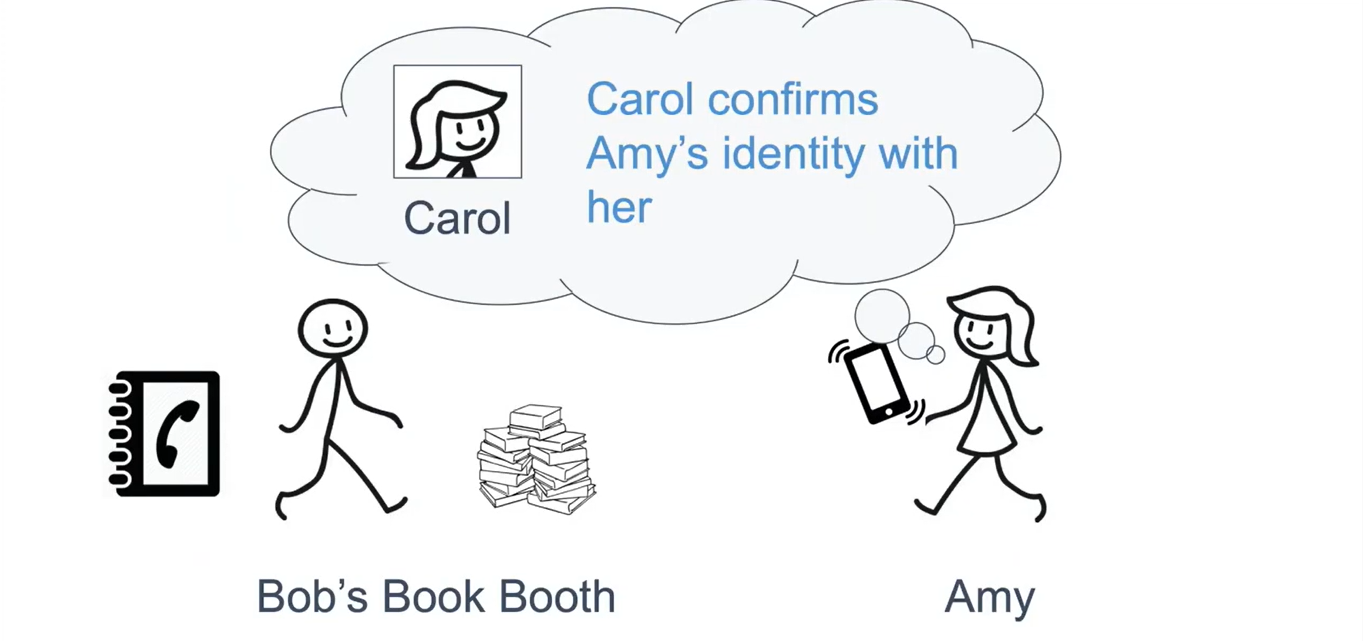 Carol confirms
Amy's identity with
her
Carol
Bob's Book Booth
Amy